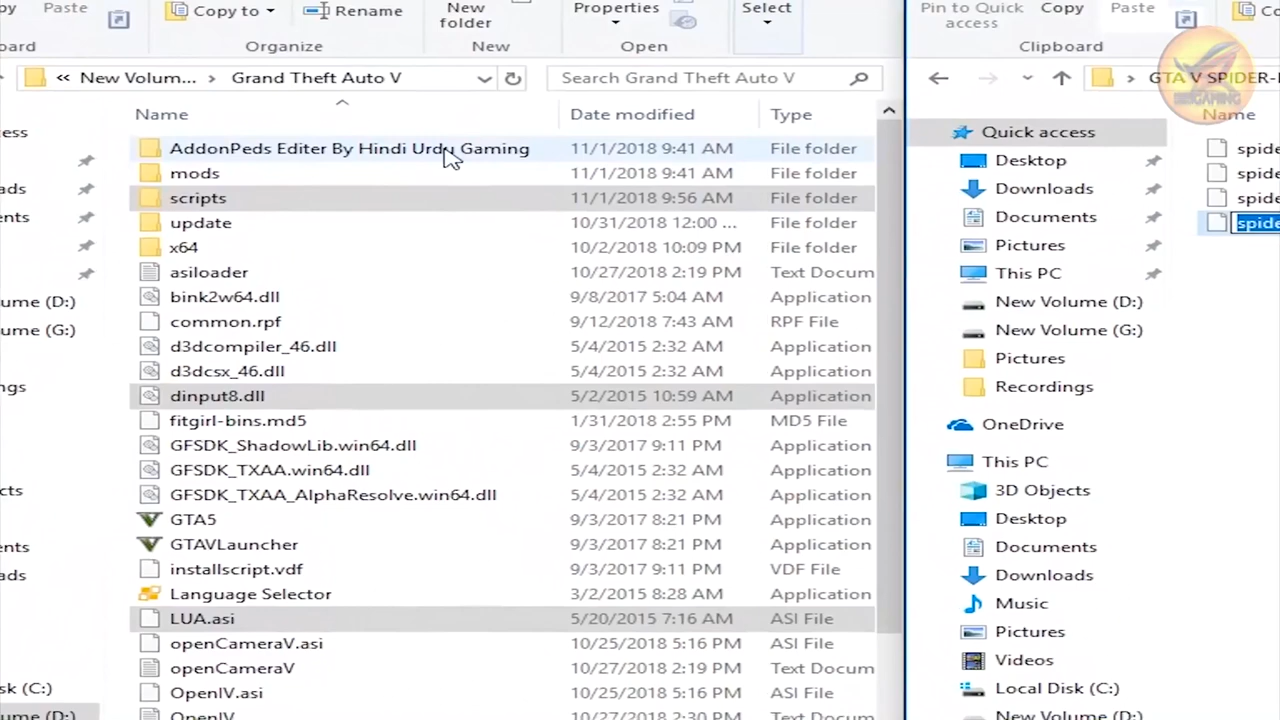 Copy to
Rename
New
folder
Properties
Select
Paste
Organize
New
Open
« New Volum... > Grand Theft Auto V
Search Grand Theft Auto V
Name
Date modified
Type
AddonPeds Editer By Hindi Urdu Gaming 11/1/2018 9:41 AM File folder
mods 11/1/2018 9:41 AM File folder
scripts 11/1/2018 9:56 AM File folder
update 10/31/2018 12:00 ... File folder
x64 10/2/2018 10:09 PM File folder
asiloader 10/27/2018 2:19 PM Text Docum
bink2w64.dll 9/8/2017 5:04 AM Application
common.rpf 9/12/2018 7:43 AM RPF File
d3dcompiler_46.dll 5/4/2015 2:32 AM Application
d3dcsx_46.dll 5/4/2015 2:32 AM Application
dinput8.dll 5/2/2015 10:59 AM Application
fitgirl-bins.md5 1/31/2018 2:55 PM MD5 File
GFSDK_ShadowLib.win64.dll 9/3/2017 9:11 PM Application
GFSDK_TXAA.win64.dll 5/4/2015 2:32 AM Application
GFSDK_TXAA_AlphaResolve.win64.dll 5/4/2015 2:32 AM Application
GTA5 9/3/2017 8:21 PM Application
GTAVLauncher 9/3/2017 8:21 PM Application
installscript.vdf 9/3/2017 9:11 PM VDF File
Language Selector 3/2/2015 8:28 AM Application
LUA.asi 5/20/2015 7:16 AM ASI File
openCameraV.asi 10/25/2018 5:16 PM ASI File
openCameraV 10/27/2018 2:19 PM Text Docum
OpenIV.asi 10/25/2018 5:16 PM ASI File
OpenIV 10/27/2018 2:30 PM Text Docum
ume (D:)
ume (G:)
sk (C:)
ume (D:)
Pin to Quick
access
Copy
Paste
Clipboard
GTA V SPIDER-
Name
Quick access
Desktop
Downloads
Documents
Pictures
This PC
New Volume (D:)
New Volume (G:)
Pictures
Recordings
OneDrive
This PC
3D Objects
Desktop
Documents
Downloads
Music
Pictures
Videos
Local Disk (C:)
New Volume (D:)
spide
spide
spide
spide